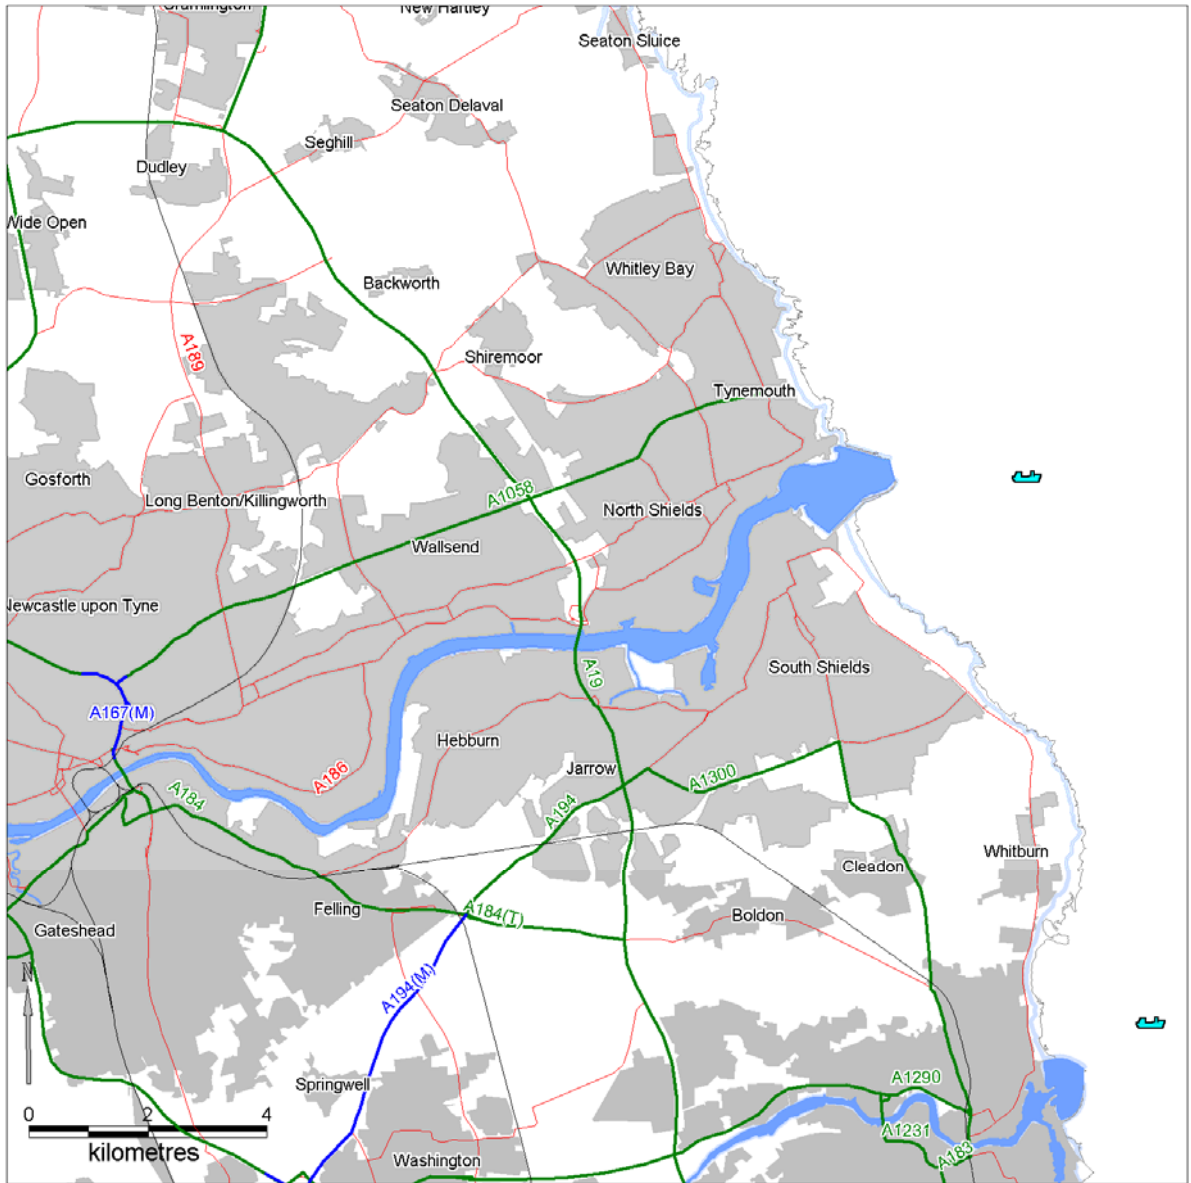 Cramlington
New Hartley
Seaton Sluice
Seaton Delaval
Seghill
Dudley
Wide Open
Whitley Bay
Backworth
A189
Shiremoor
Tynemouth
Gosforth
Long Benton/Killingworth
A1058
North Shields
Wallsend
Newcastle upon Tyne
A19
South Shields
A167(M)
Hebburn
A186
Jarrow
A1300
A184
A194
Cleadon
Whitburn
Felling
A184(T)
Boldon
Gateshead
N
A194(M)
Springwell
A1290
0 2 4
kilometres
A1231
A183
Washington